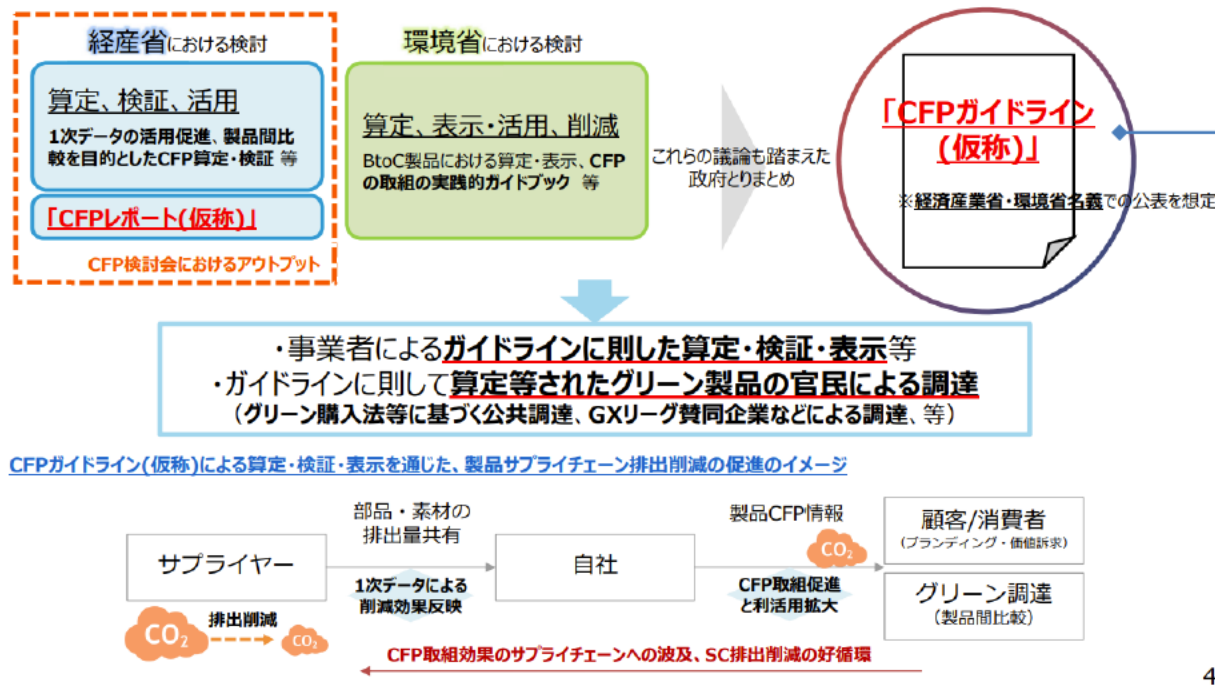 経産省における検討
算定、検証、活用
1次データの活用促進、製品間比
較を目的としたCFP算定・検証 等
「CFPレポート(仮称)」
CFP検討会におけるアウトプット
環境省における検討
算定、表示・活用、削減
BtoC製品における算定・表示、CFP
の取組の実践的ガイドブック 等
これらの議論も踏まえた
政府とりまとめ
「CFPガイドライン
(仮称)」
※経済産業省・環境省名義での公表を想定
・事業者によるガイドラインに則した算定・検証・表示等
・ガイドラインに則して算定等されたグリーン製品の官民による調達
（グリーン購入法等に基づく公共調達、GXリーグ賛同企業などによる調達、等）
CFPガイドライン(仮称)による算定・検証・表示を通じた、製品サプライチェーン排出削減の促進のイメージ
サプライヤー
部品・素材の
排出量共有
1次データによる
削減効果反映
自社
製品CFP情報
CO2
CFP取組促進
と利活用拡大
顧客/消費者
(ブランディング・価値訴求)
グリーン調達
(製品間比較)
CO2
排出削減
CO2
CFP取組効果のサプライチェーンへの波及、SC排出削減の好循環
4